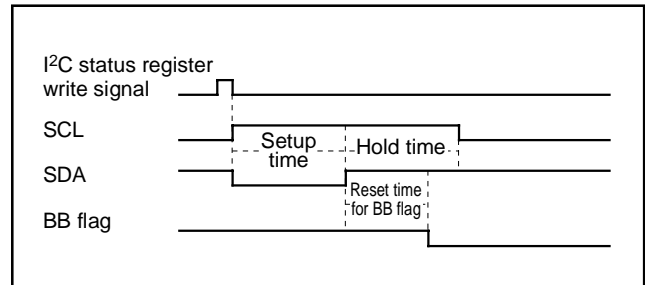 I²C status register
write signal
SCL
Setup
time
Hold time
SDA
Reset time
for BB flag
BB flag